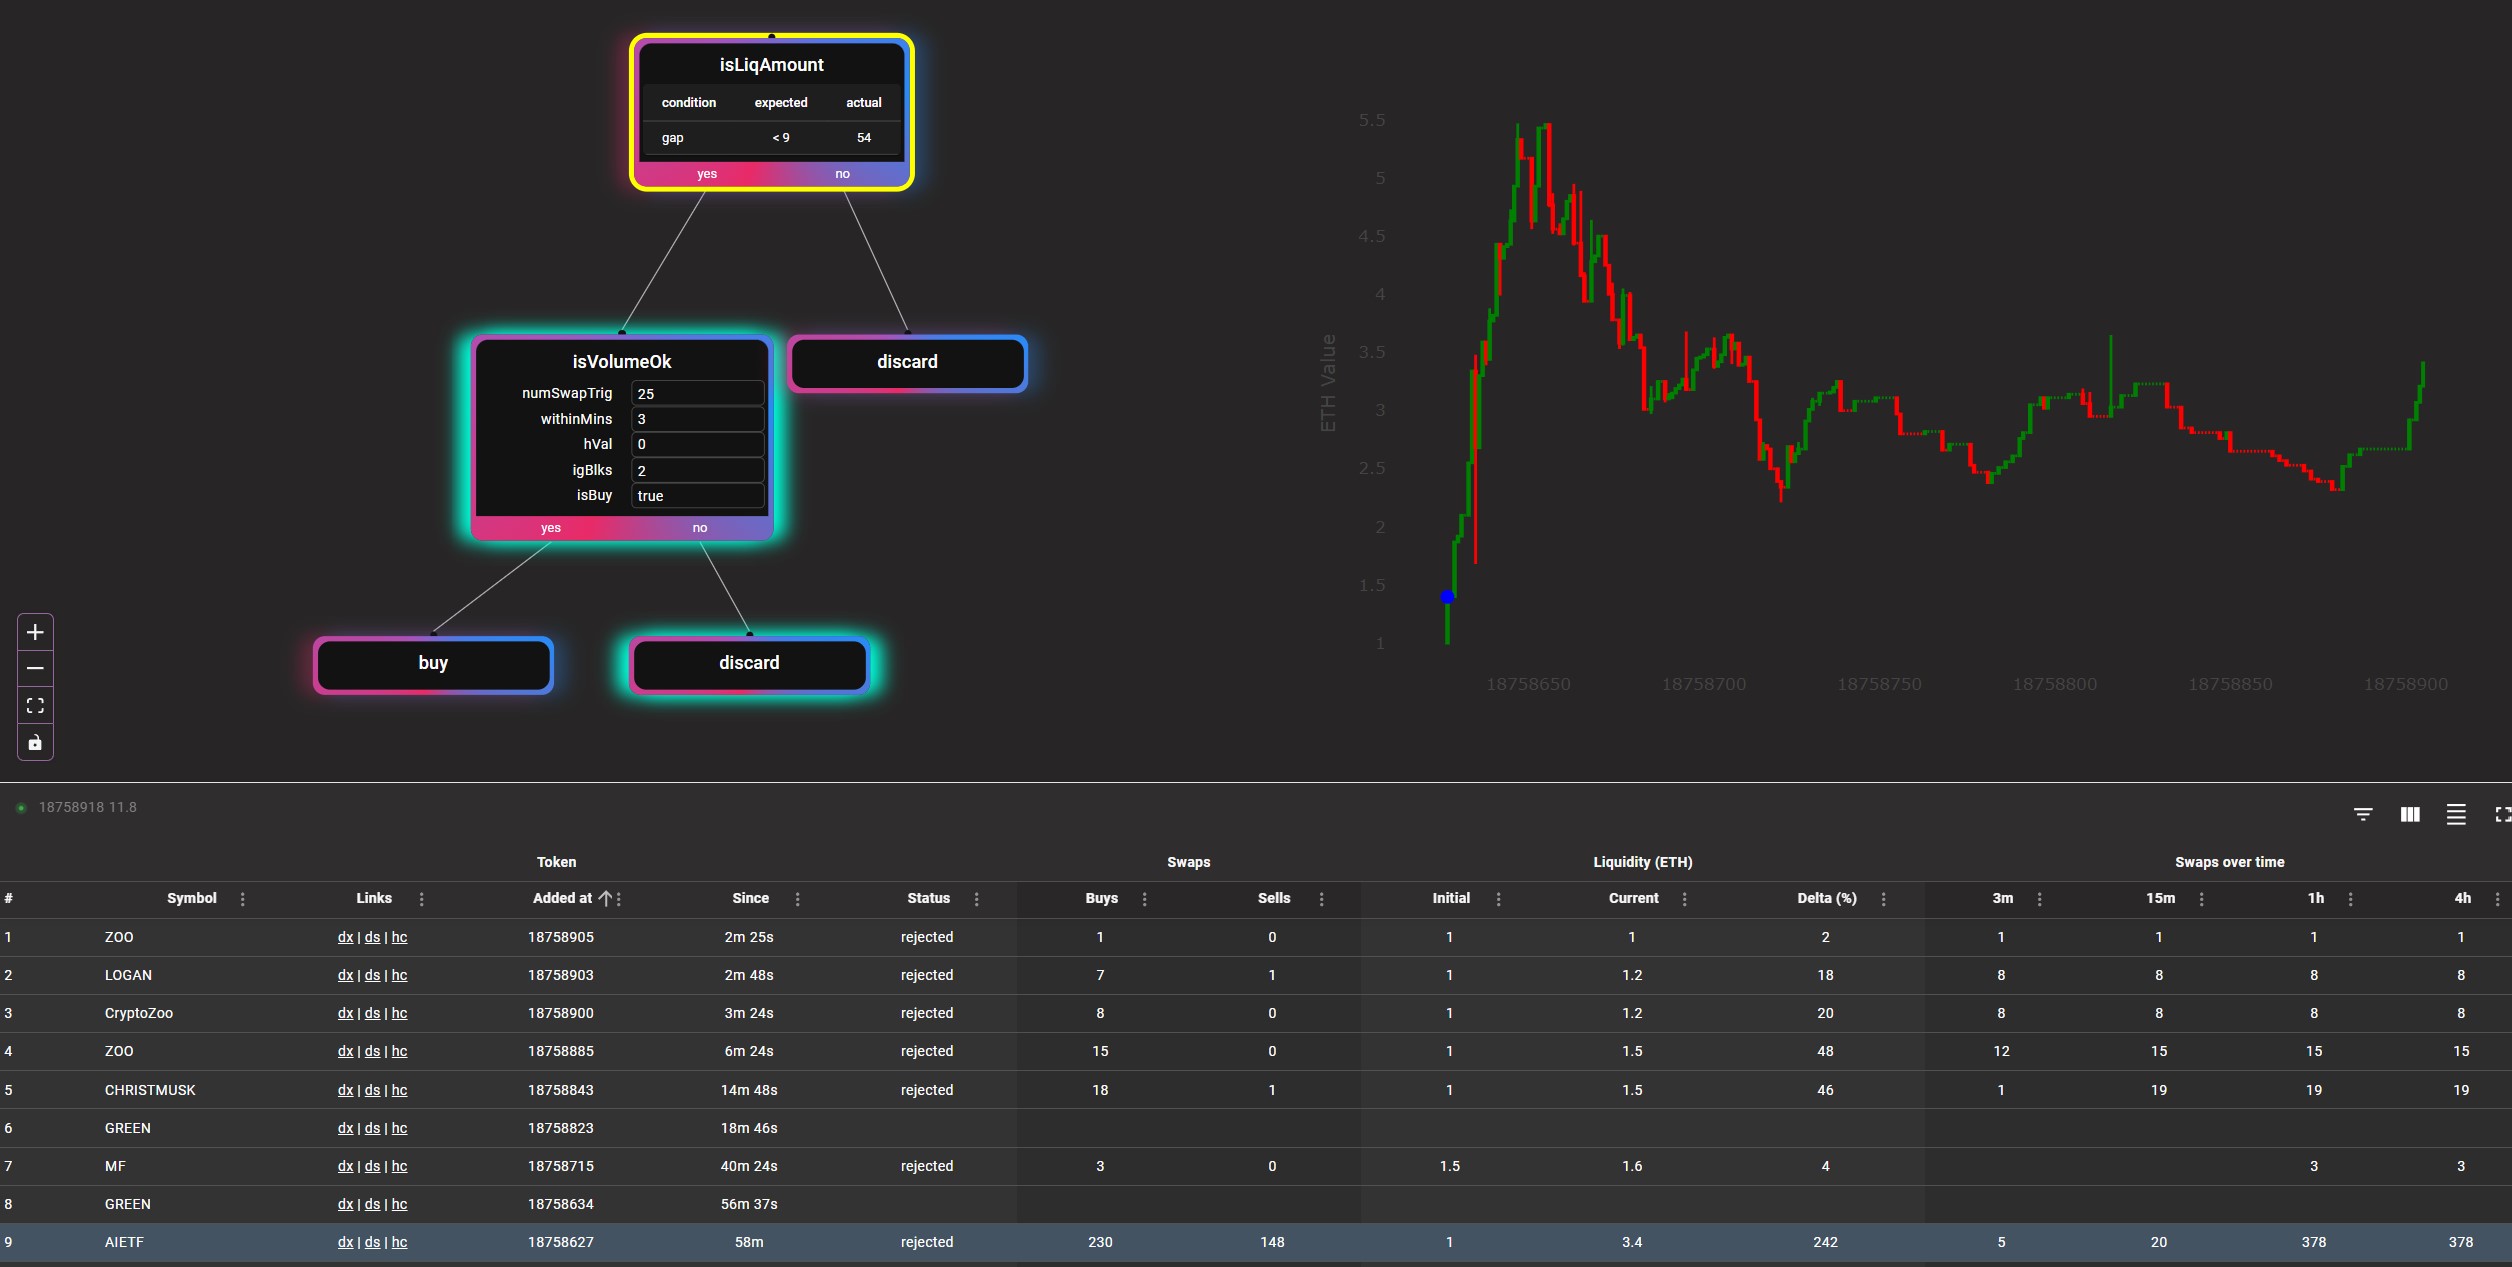 isLiqAmount
condition expected actual
gap < 9 54
yes no
isVolumeOk
numSwapTrig 25
withinMins 3
hVal 0
igBlks 2
isBuy true
yes no
discard
buy
discard
ETH Value
5.5
5
4.5
4
3.5
3
2.5
2
1.5
1
18758650 18758700 18758750 18758800 18758850 18758900
18758918 11.8
Token Swaps Liquidity (ETH) Swaps over time
# Symbol Links Added at Since Status Buys Sells Initial Current Delta (%) 3m 15m 1h 4h
1 ZOO dx | ds | hc 18758905 2m 25s rejected 1 0 1 1 2 1 1 1 1
2 LOGAN dx | ds | hc 18758903 2m 48s rejected 7 1 1 1.2 18 8 8 8 8
3 CryptoZoo dx | ds | hc 18758900 3m 24s rejected 8 0 1 1.2 20 8 8 8 8
4 ZOO dx | ds | hc 18758885 6m 24s rejected 15 0 1 1.5 48 12 15 15 15
5 CHRISTMUSK dx | ds | hc 18758843 14m 48s rejected 18 1 1 1.5 46 1 19 19 19
6 GREEN dx | ds | hc 18758823 18m 46s
7 MF dx | ds | hc 18758715 40m 24s rejected 3 0 1.5 1.6 4 3 3
8 GREEN dx | ds | hc 18758634 56m 37s
9 AIETF dx | ds | hc 18758627 58m rejected 230 148 1 3.4 242 5 20 378 378